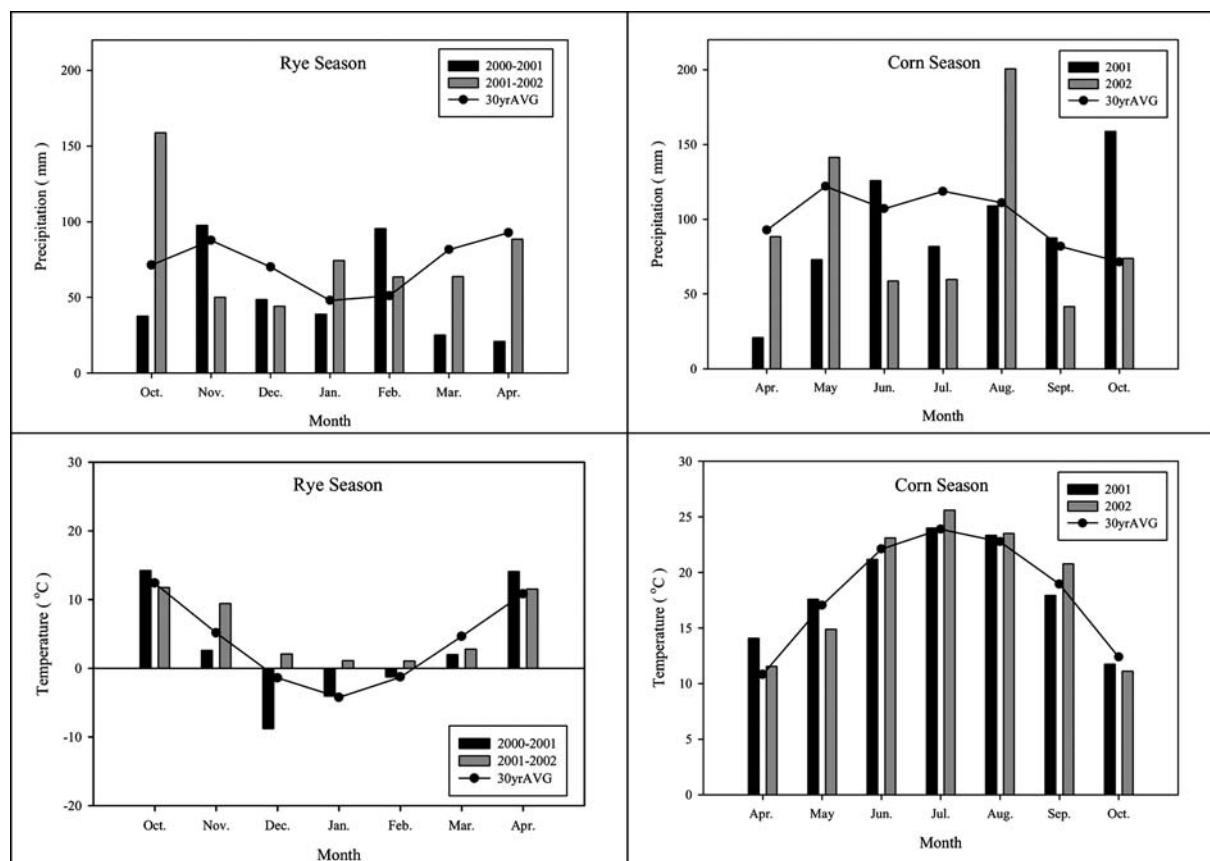 Rye Season
2000-2001
2001-2002
30yrAVG
Precipitation ( mm )
200
150
100
50
0
Oct. Nov. Dec. Jan. Feb. Mar. Apr.
Month
Corn Season
2001
2002
30yrAVG
Precipitation ( mm )
200
150
100
50
0
Apr. May Jun. Jul. Aug. Sept. Oct.
Month
Rye Season
Temperature ( °C )
30
20
10
0
-10
-20
2000-2001
2001-2002
30yrAVG
Oct. Nov. Dec. Jan. Feb. Mar. Apr.
Month
Corn Season
2001
2002
30yrAVG
Temperature ( °C )
30
25
20
15
10
5
0
Apr. May Jun. Jul. Aug. Sep. Oct.
Month